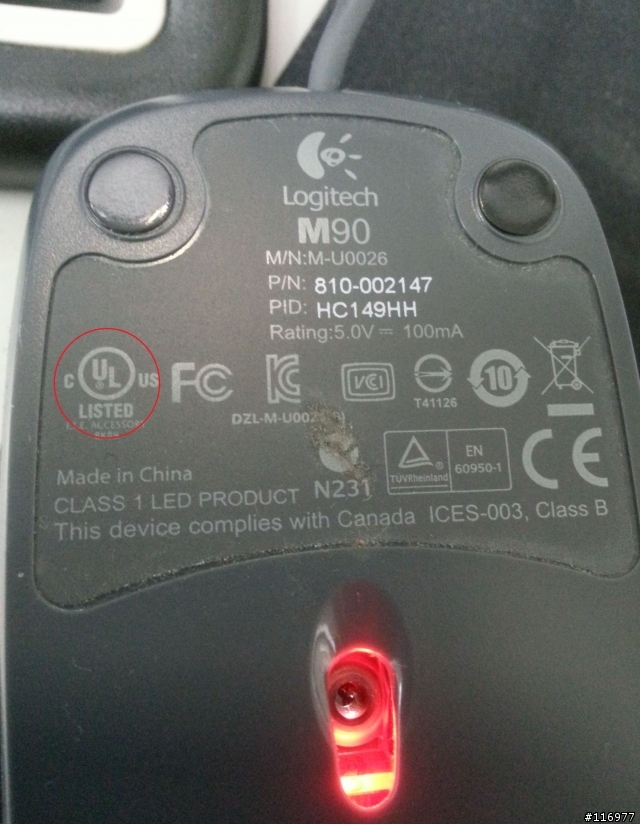 Logitech
M90
M/N:M-U0026
P/N: 810-002147
PID: HC149HH
Rating:5.0V⎓ 100mA
C UL US
LISTED
I.T.E. ACCESSORY
FC
VCI
T41126
10
DZL-M-U002
TÜVRheinland
EN
60950-1
CE
N231
Made in China
CLASS 1 LED PRODUCT
This device complies with Canada ICES-003, Class B
#116977